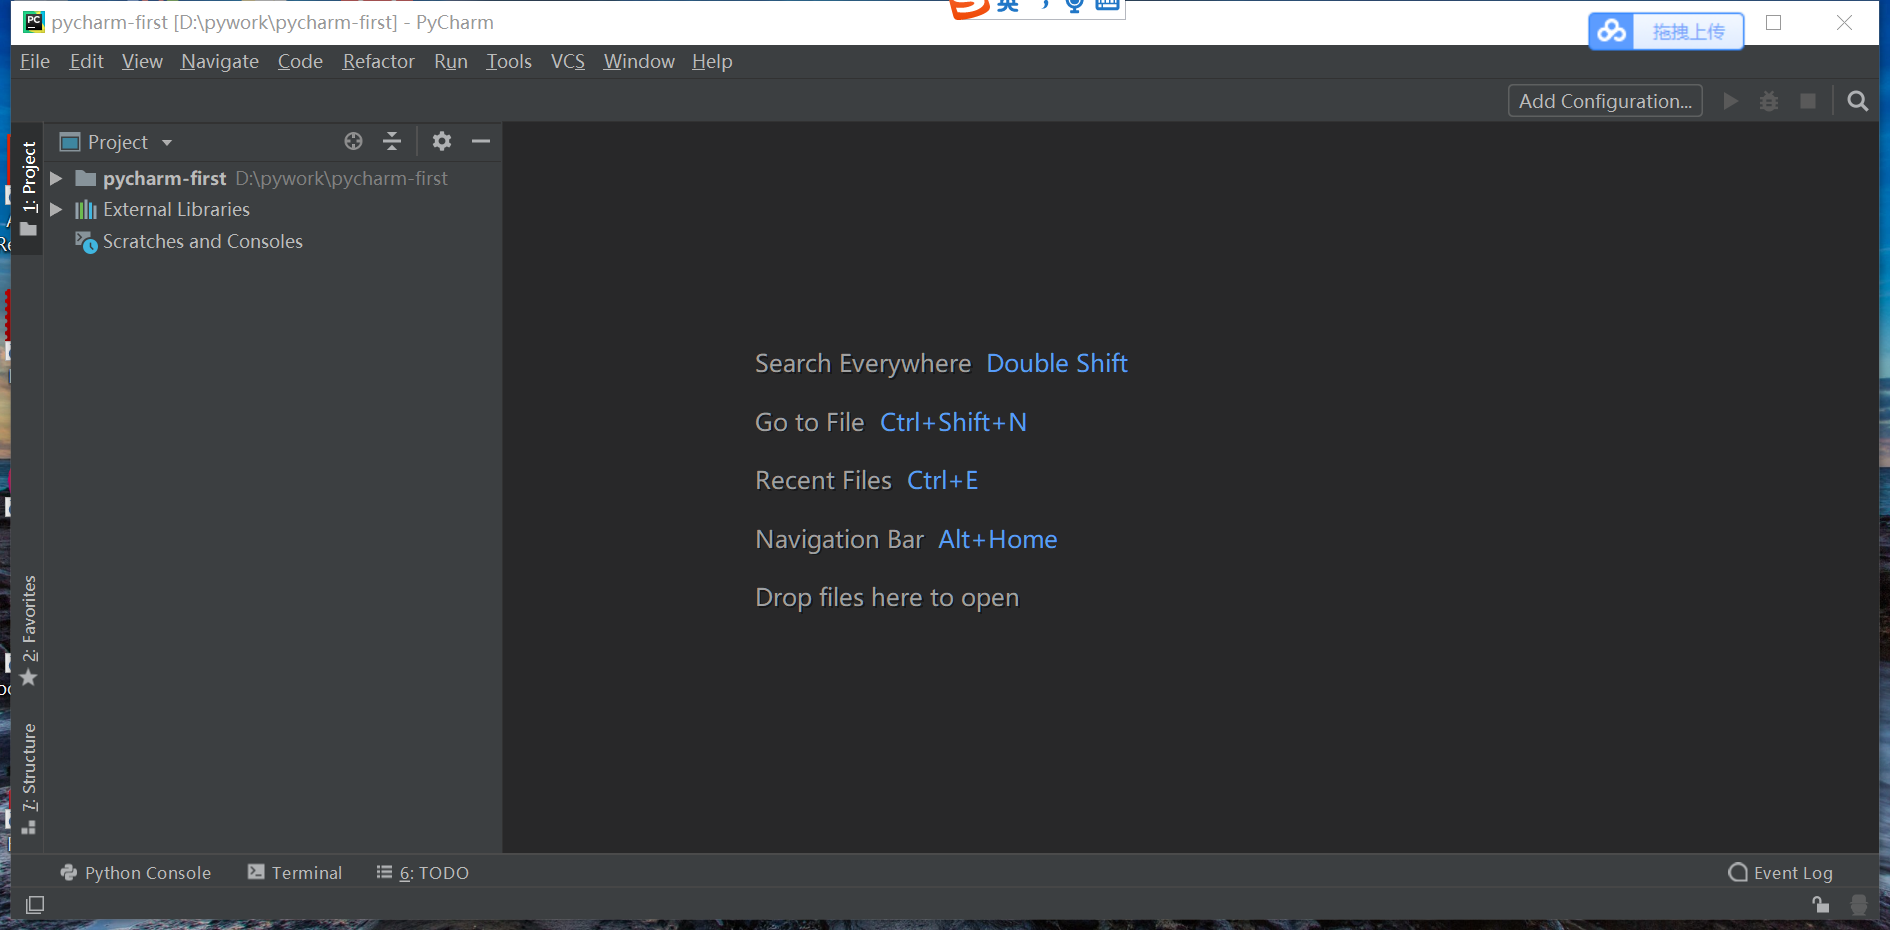 英
pycharm-first [D:\pywork\pycharm-first] - PyCharm
拖拽上传
File Edit View Navigate Code Refactor Run Tools VCS Window Help
Add Configuration...
1: Project
Project
pycharm-first D:\pywork\pycharm-first
External Libraries
Scratches and Consoles
Search Everywhere Double Shift
Go to File Ctrl+Shift+N
Recent Files Ctrl+E
Navigation Bar Alt+Home
Drop files here to open
2: Favorites
7: Structure
Python Console Terminal 6: TODO Event Log